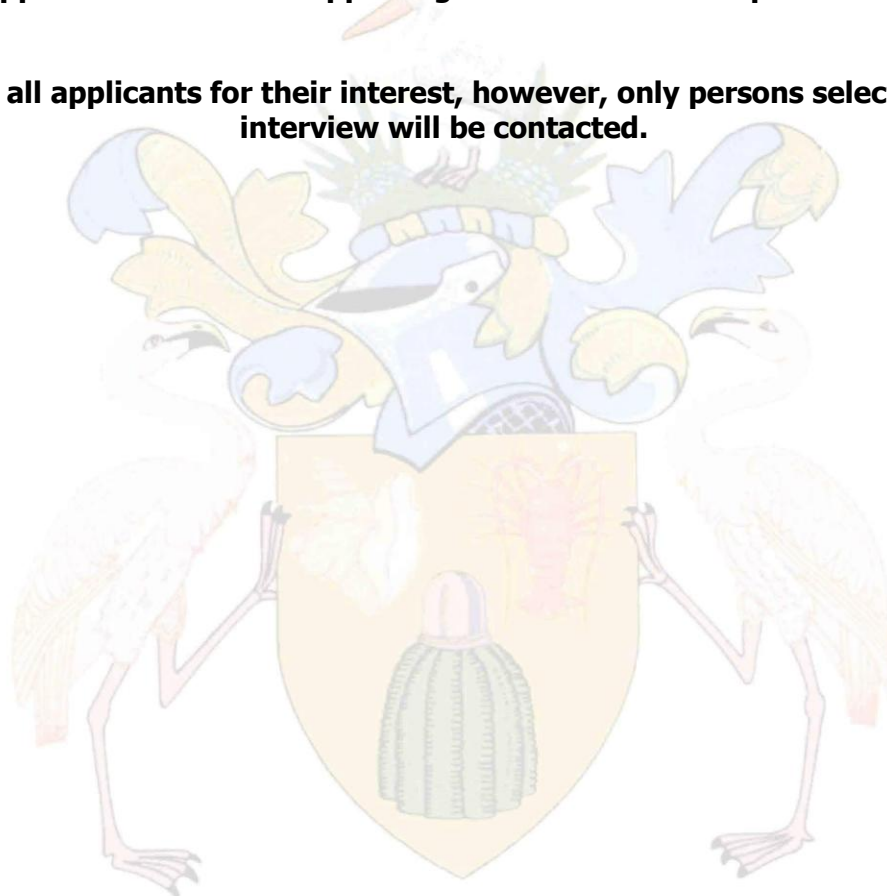 all applicants for their interest, however, only persons selec
interview will be contacted.